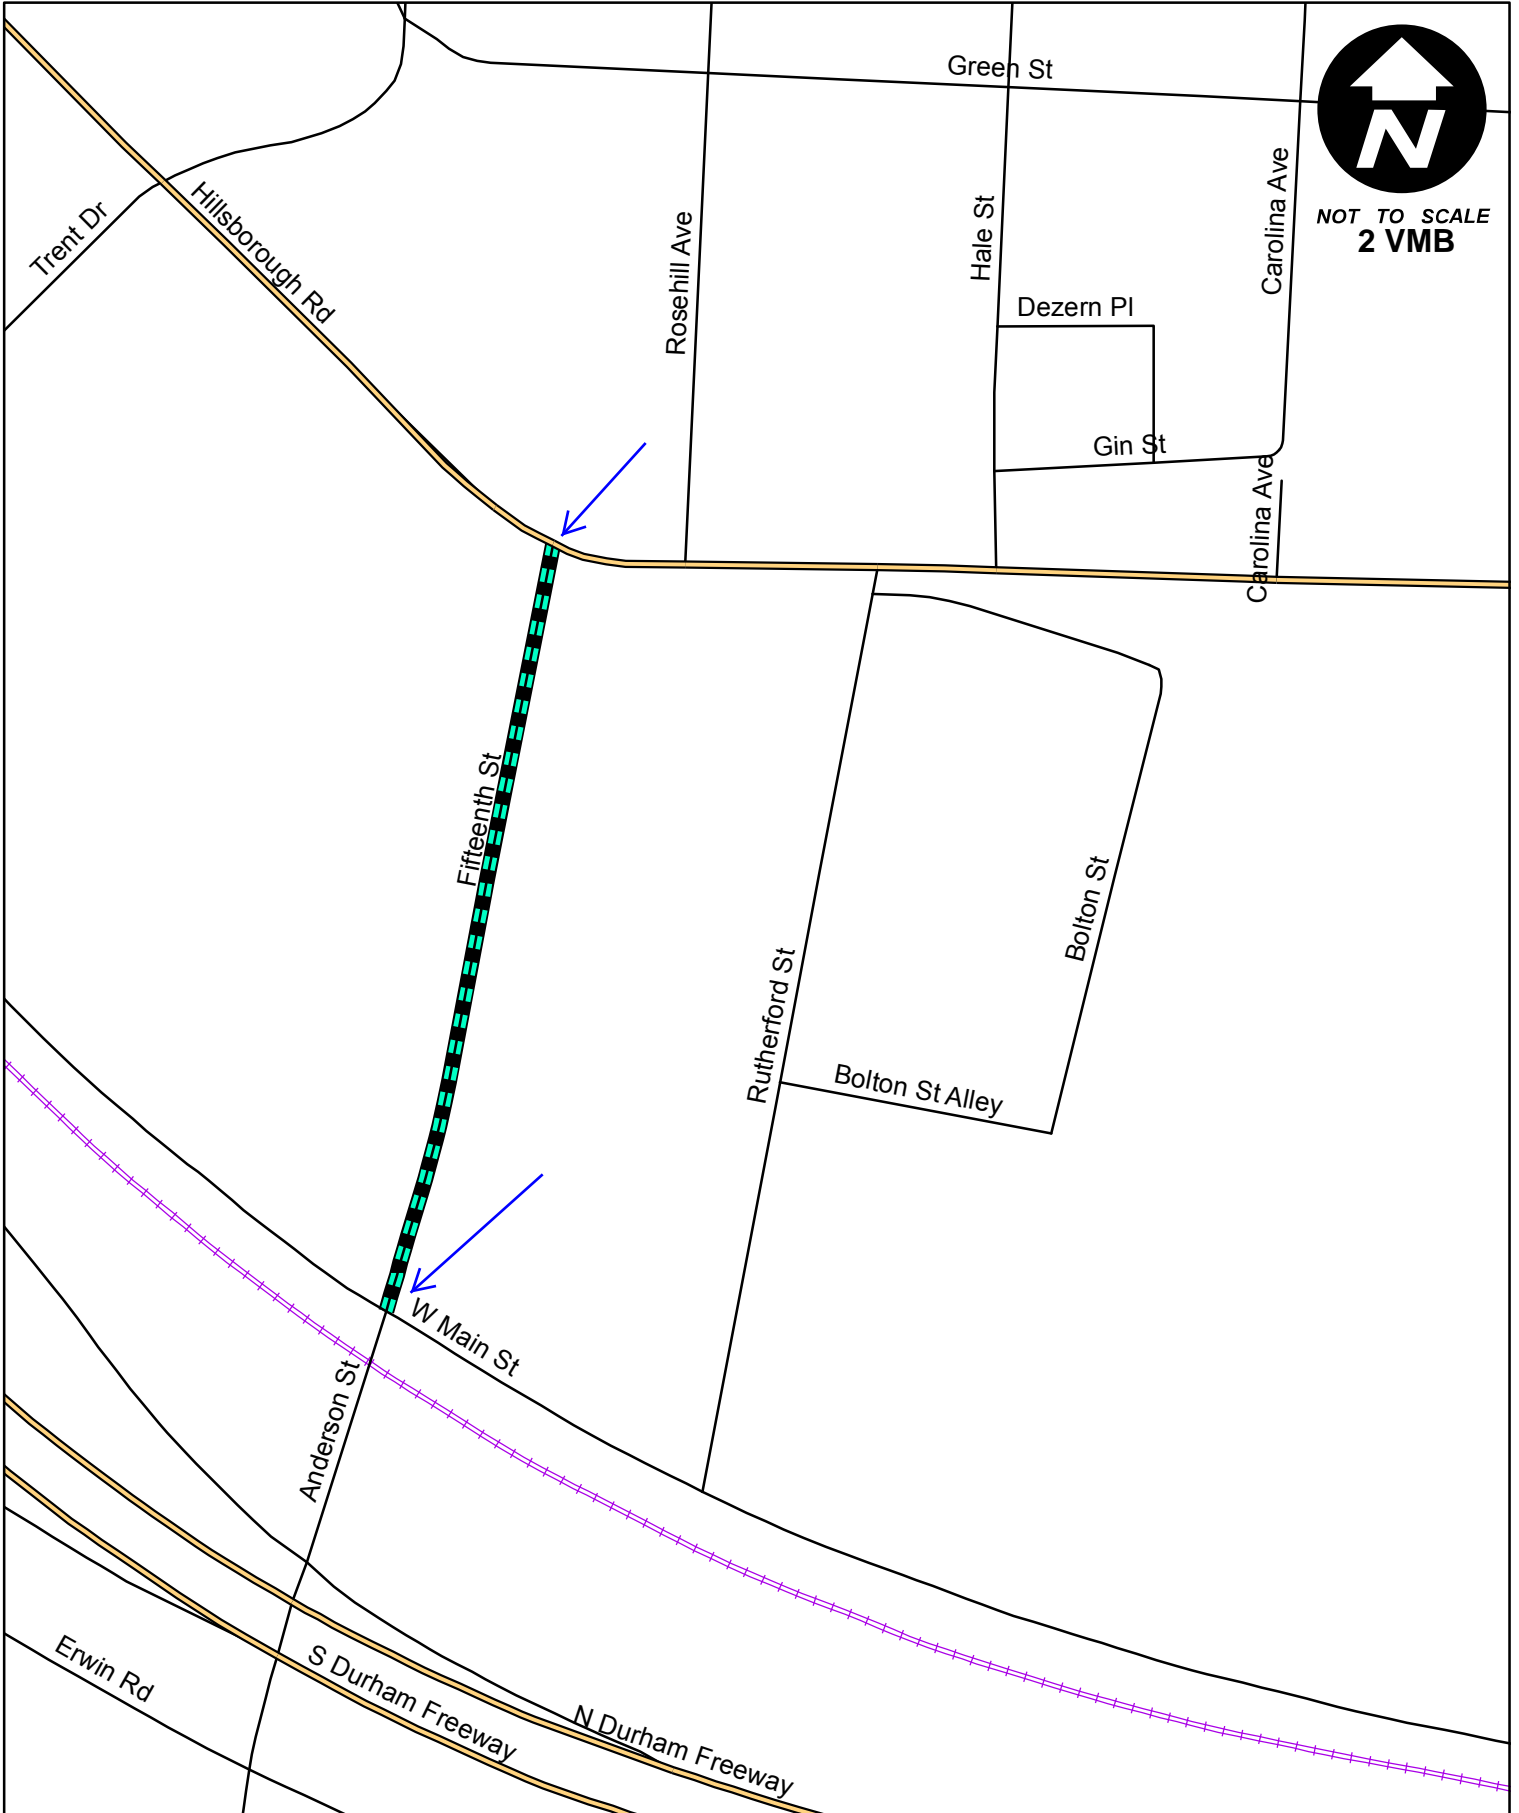 Green St
N
NOT TO SCALE
2 VMB
Trent Dr
Hillsborough Rd
Rosehill Ave
Hale St
Carolina Ave
Dezern Pl
Gin St
Carolina Ave
Fifteenth St
Rutherford St
Bolton St
Bolton St Alley
W Main St
Anderson St
Erwin Rd
S Durham Freeway
N Durham Freeway